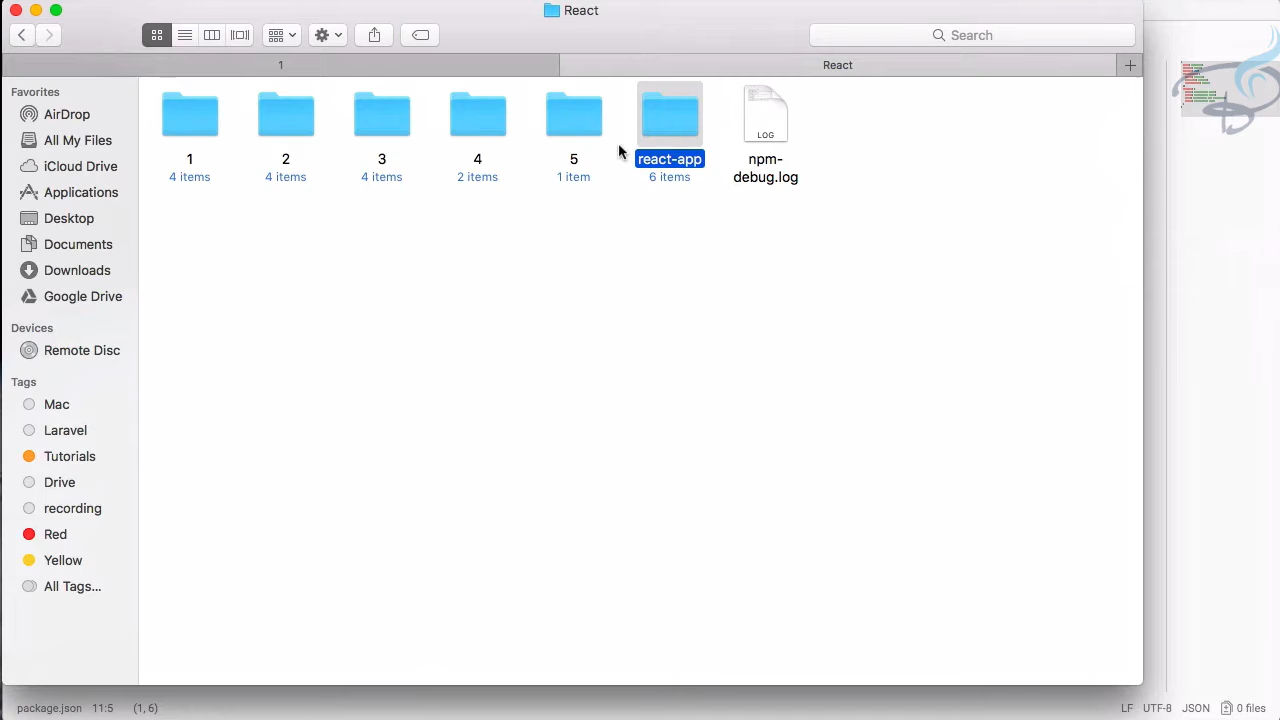 React
Search
1
React
Favorites
AirDrop
All My Files
iCloud Drive
Applications
Desktop
Documents
Downloads
Google Drive
Devices
Remote Disc
Tags
Mac
Laravel
Tutorials
Drive
recording
Red
Yellow
All Tags...
1
4 items
2
4 items
3
4 items
4
2 items
5
1 item
react-app
6 items
LOG
npm-
debug.log
package.json 11:5 (1, 6)
LF UTF-8 JSON 0 files